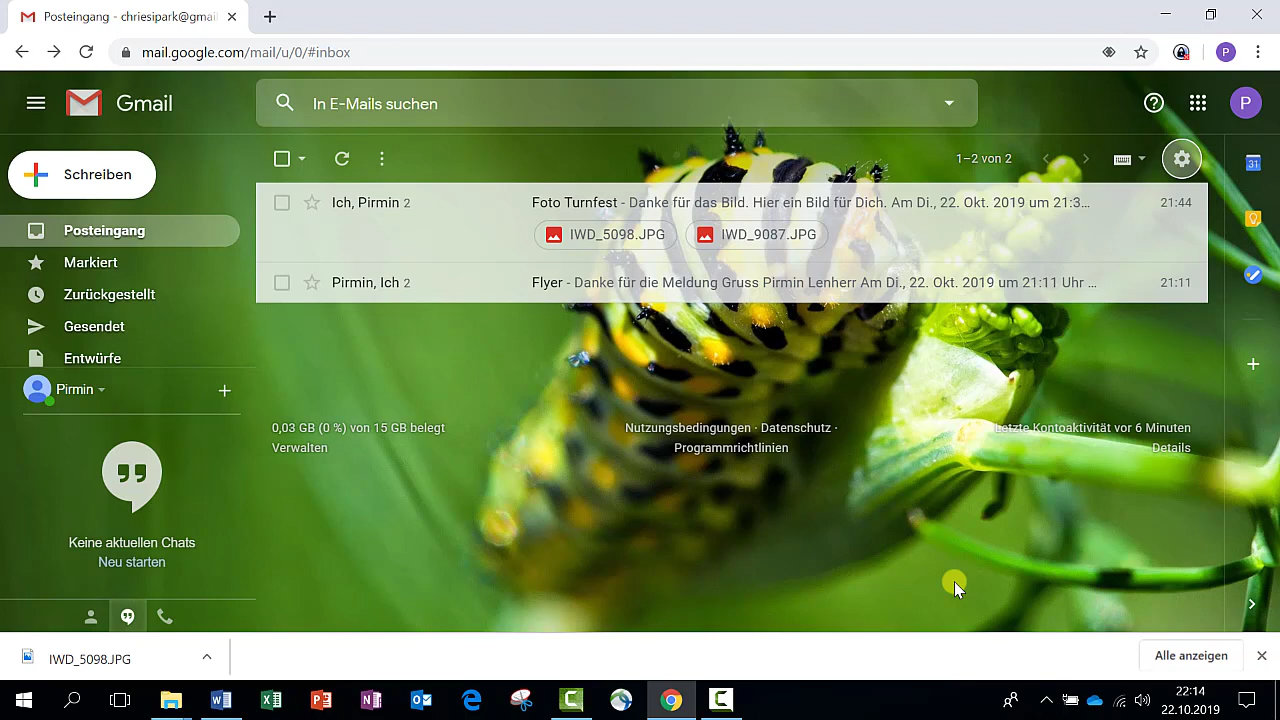 Posteingang - chriesipark@gmai
mail.google.com/mail/u/0/#inbox
P
Gmail
In E-Mails suchen
P
Schreiben
1–2 von 2
31
Posteingang
Ich, Pirmin 2
Foto Turnfest - Danke für das Bild. Hier ein Bild für Dich. Am Di., 22. Okt. 2019 um 21:3...
21:44
IWD_5098.JPG
IWD_9087.JPG
Markiert
Pirmin, Ich 2
Flyer - Danke für die Meldung Gruss Pirmin Lenherr Am Di., 22. Okt. 2019 um 21:11 Uhr ...
21:11
Zurückgestellt
Gesendet
Entwürfe
Pirmin
0,03 GB (0 %) von 15 GB belegt
Verwalten
Nutzungsbedingungen · Datenschutz ·
Programmrichtlinien
Letzte Kontoaktivität vor 6 Minuten
Details
Keine aktuellen Chats
Neu starten
IWD_5098.JPG
Alle anzeigen
22:14
22.10.2019